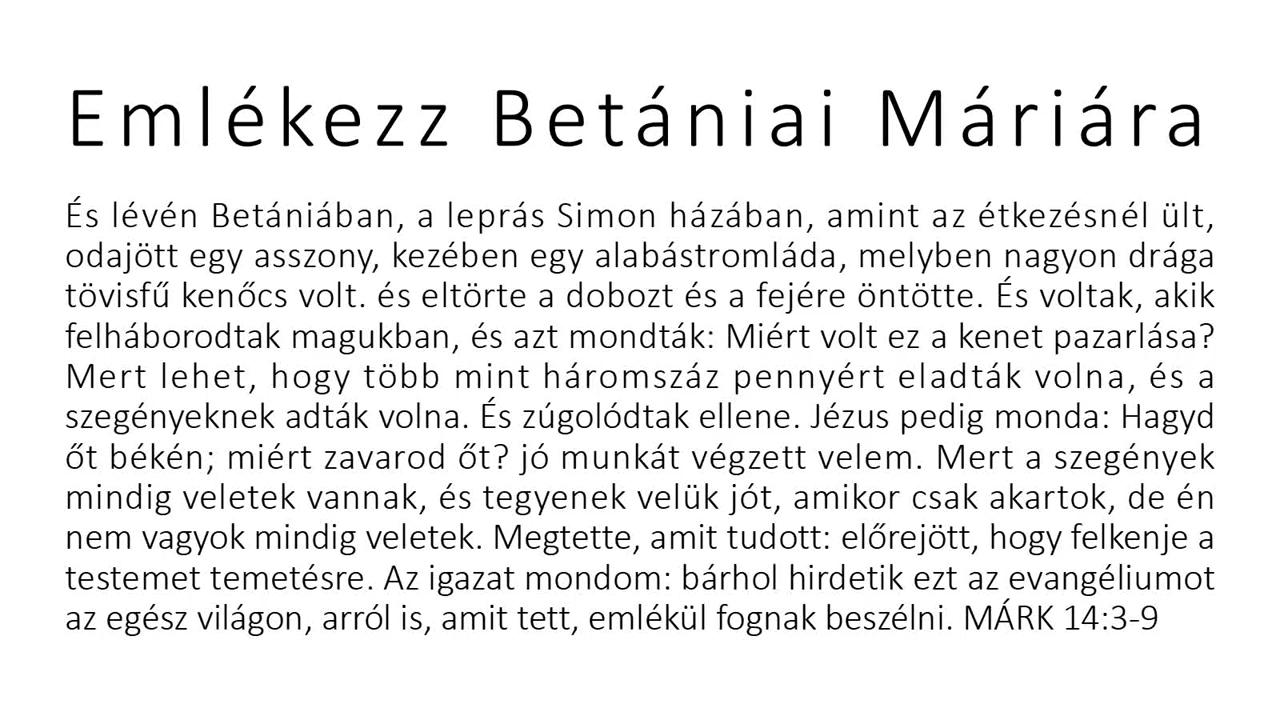 Emlékezz Betániai Máriára
És lévén Betániában, a leprás Simon házában, amint az étkezésnél ült,
odajött egy asszony, kezében egy alabástromláda, melyben nagyon drága
tövisfű kenőcs volt. és eltörte a dobozt és a fejére öntötte. És voltak, akik
felháborodtak magukban, és azt mondták: Miért volt ez a kenet pazarlása?
Mert lehet, hogy több mint háromszáz pennyért eladták volna, és a
szegényeknek adták volna. És zúgolódtak ellene. Jézus pedig monda: Hagyd
őt békén; miért zavarod őt? jó munkát végzett velem. Mert a szegények
mindig veletek vannak, és tegyenek velük jót, amikor csak akartok, de én
nem vagyok mindig veletek. Megtette, amit tudott: előrejött, hogy felkenje a
testemet temetésre. Az igazat mondom: bárhol hirdetik ezt az evangéliumot
az egész világon, arról is, amit tett, emlékül fognak beszélni. MÁRK 14:3-9